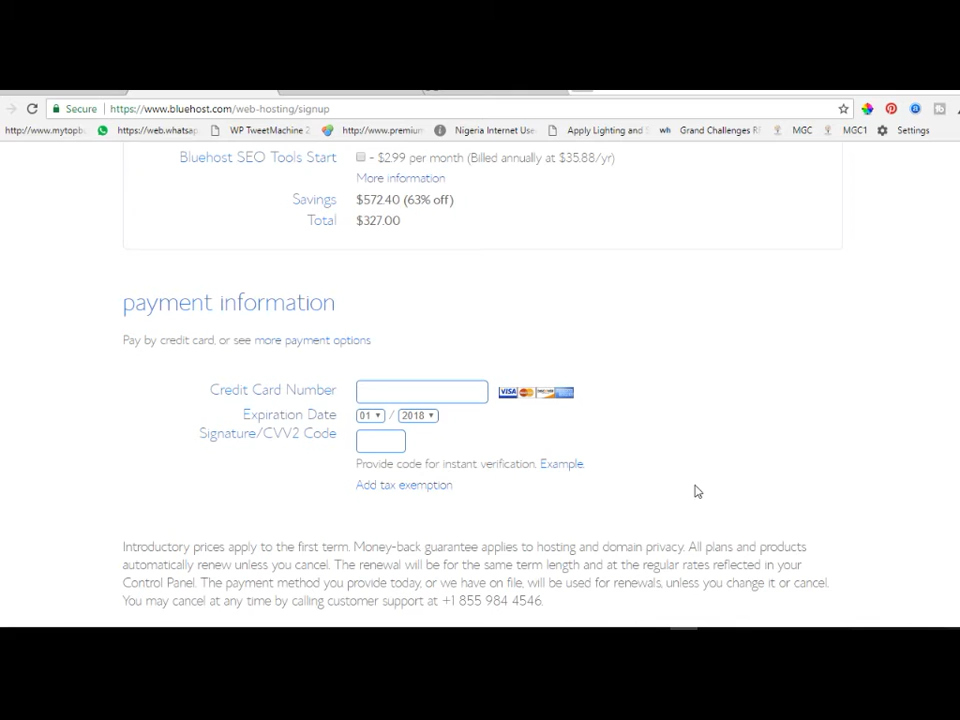 Secure https://www.bluehost.com/web-hosting/signup
http://www.mytopb https://web.whatsap WP TweetMachine 2 http://www.premium Nigeria Internet Use Apply Lighting and S Grand Challenges RF MGC MGC1 Settings
Bluehost SEO Tools Start - $2.99 per month (Billed annually at $35.88/yr)
More information
Savings $572.40 (63% off)
Total $327.00
payment information
Pay by credit card, or see more payment options
Credit Card Number VISA
Expiration Date 01 / 2018
Signature/CVV2 Code
Provide code for instant verification. Example.
Add tax exemption
Introductory prices apply to the first term. Money-back guarantee applies to hosting and domain privacy. All plans and products
automatically renew unless you cancel. The renewal will be for the same term length and at the regular rates reflected in your
Control Panel. The payment method you provide today, or we have on file, will be used for renewals, unless you change it or cancel.
You may cancel at any time by calling customer support at +1 855 984 4546.